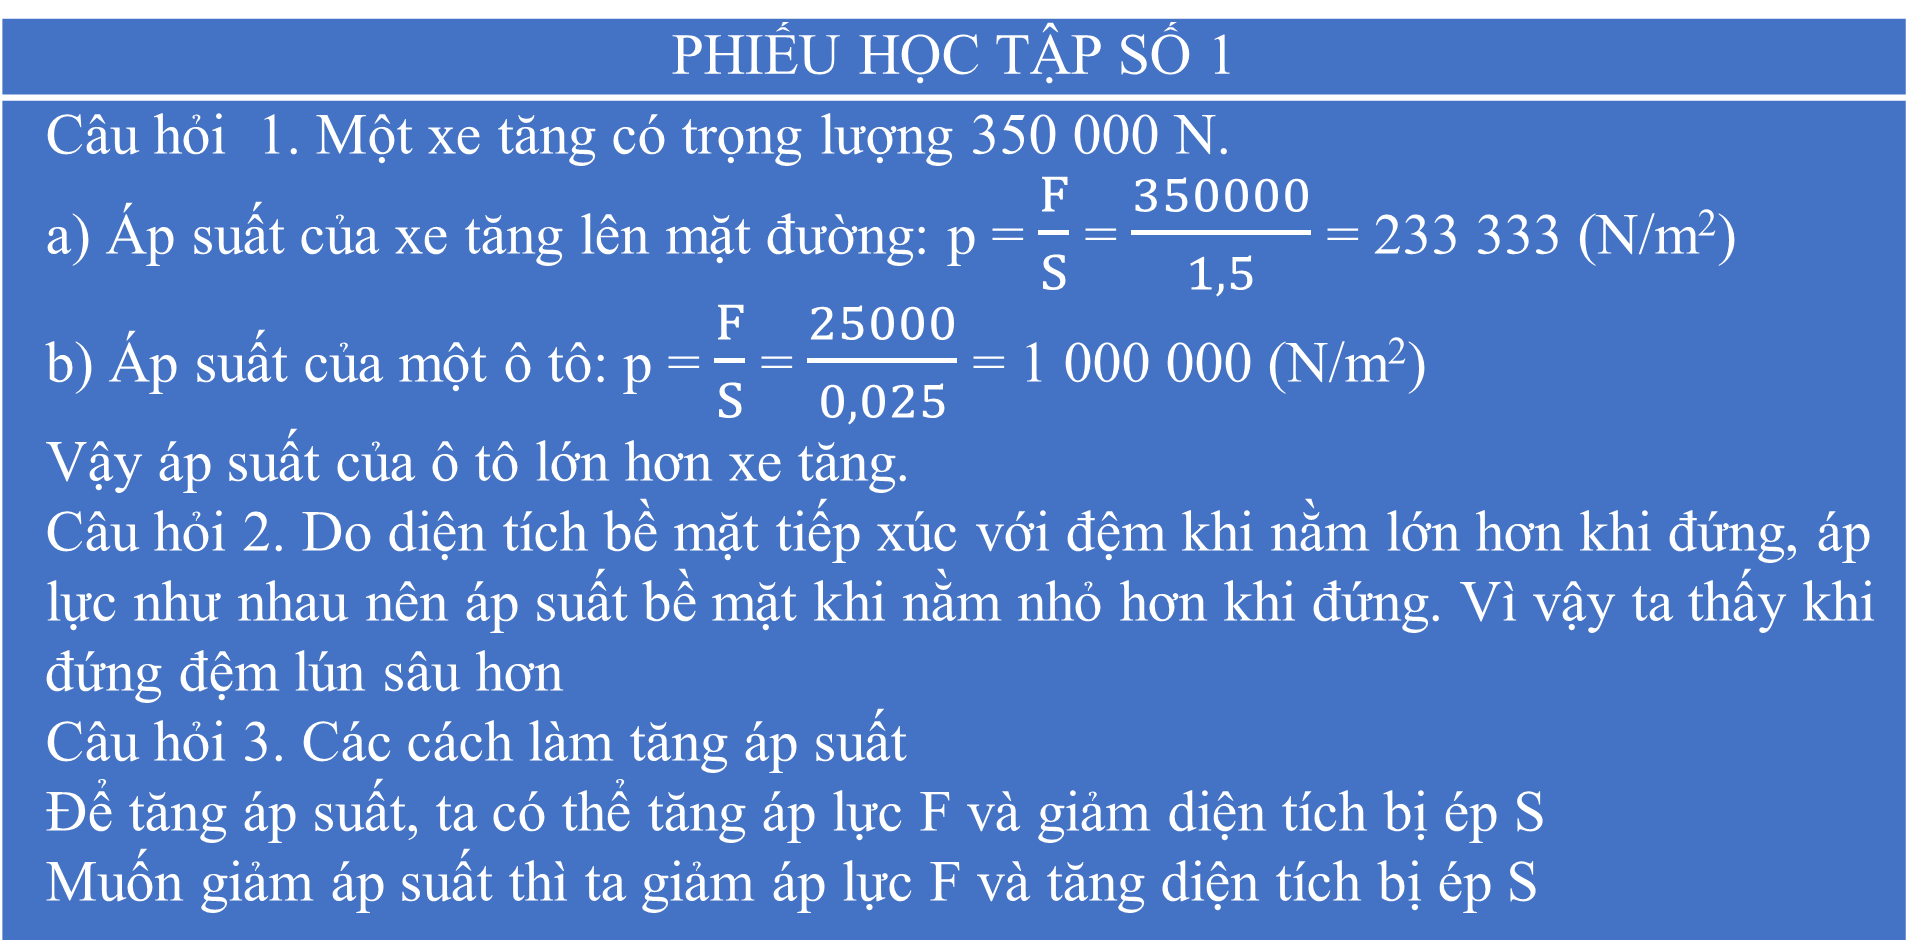 PHIẾU HỌC TẬP SỐ 1
Câu hỏi  1. Một xe tăng có trọng lượng 350 000 N.
a) Áp suất của xe tăng lên mặt đường: p = F/S = 350000/1,5 = 233 333 (N/m²)
b) Áp suất của một ô tô: p = F/S = 25000/0,025 = 1 000 000 (N/m²)
Vậy áp suất của ô tô lớn hơn xe tăng.
Câu hỏi 2. Do diện tích bề mặt tiếp xúc với đệm khi nằm lớn hơn khi đứng, áp
lực như nhau nên áp suất bề mặt khi nằm nhỏ hơn khi đứng. Vì vậy ta thấy khi
đứng đệm lún sâu hơn
Câu hỏi 3. Các cách làm tăng áp suất
Để tăng áp suất, ta có thể tăng áp lực F và giảm diện tích bị ép S
Muốn giảm áp suất thì ta giảm áp lực F và tăng diện tích bị ép S